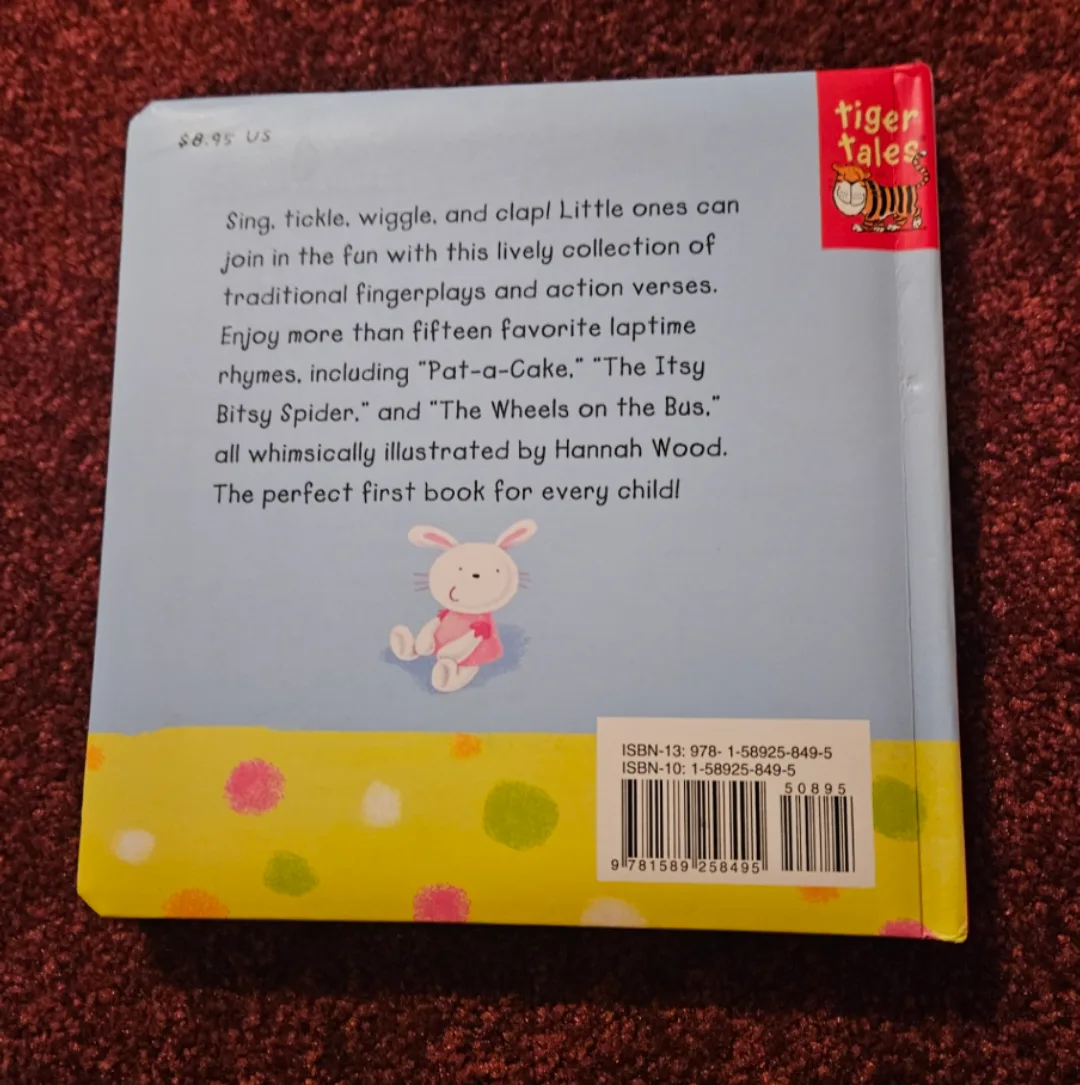 $8.95 US
tiger
tales
Sing, tickle, wiggle, and clap! Little ones can
join in the fun with this lively collection of
traditional fingerplays and action verses.
Enjoy more than fifteen favorite laptime
rhymes, including "Pat-a-Cake," "The Itsy
Bitsy Spider," and "The Wheels on the Bus,"
all whimsically illustrated by Hannah Wood.
The perfect first book for every child!
ISBN-13: 978- 1-58925-849-5
ISBN-10: 1-58925-849-5
50895
9 781589 258495